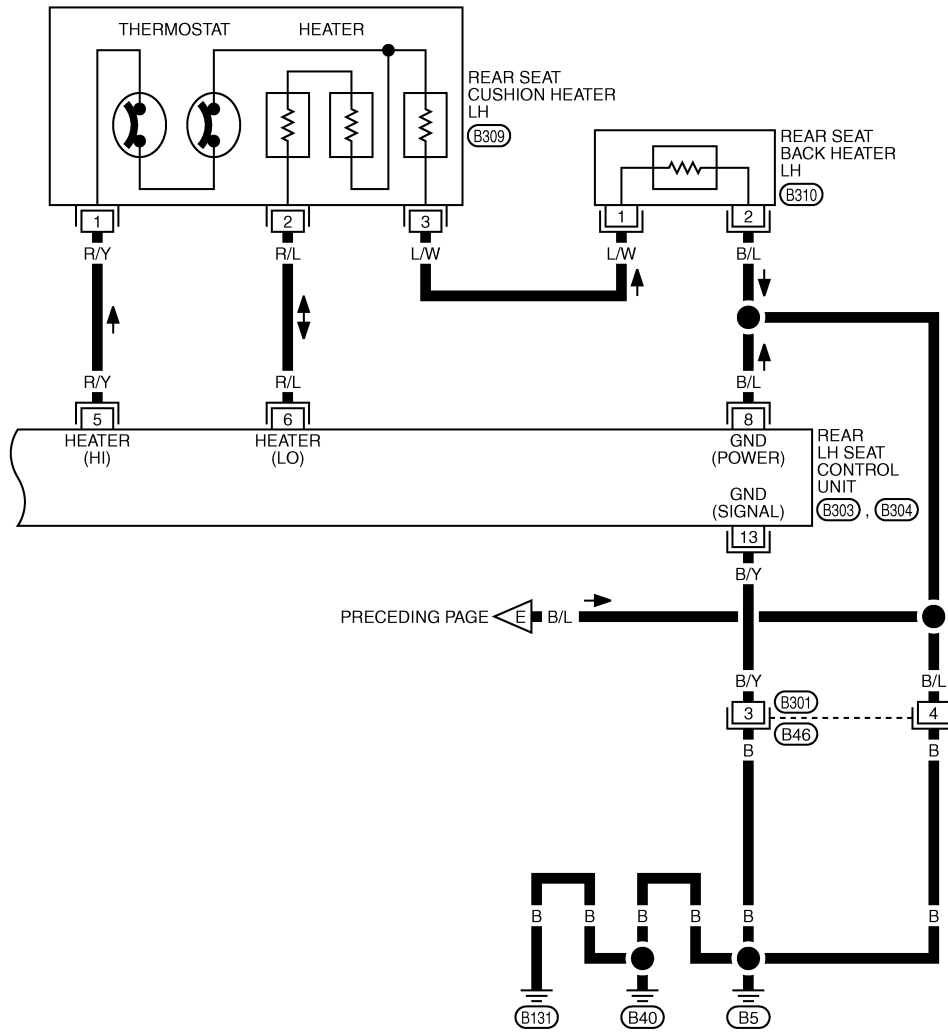 THERMOSTAT HEATER
REAR SEAT
CUSHION HEATER
LH
B309
REAR SEAT
BACK HEATER
LH
B310
1 2 3 1 2
R/Y R/L L/W L/W B/L
R/Y R/L B/L
5 6 8
HEATER
(HI)
HEATER
(LO)
GND
(POWER)
REAR
LH SEAT
CONTROL
UNIT
B303 , B304
GND
(SIGNAL)
13
B/Y
PRECEDING PAGE E B/L
B/Y B/L
3 B301 4
B46
B B
B B B B B B
B131 B40 B5